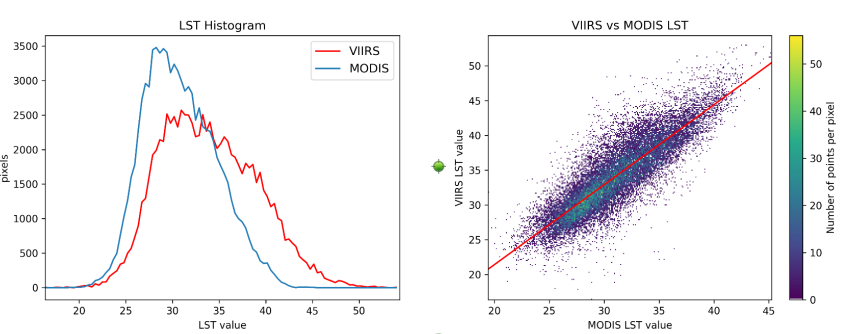 LST Histogram
VIIRS
MODIS
3500
3000
2500
2000
1500
1000
500
0
pixels
20 25 30 35 40 45 50
LST value
VIIRS vs MODIS LST
50
45
40
35
30
25
20
VIIRS LST value
20 25 30 35 40 45
MODIS LST value
50
40
30
20
10
0
Number of points per pixel